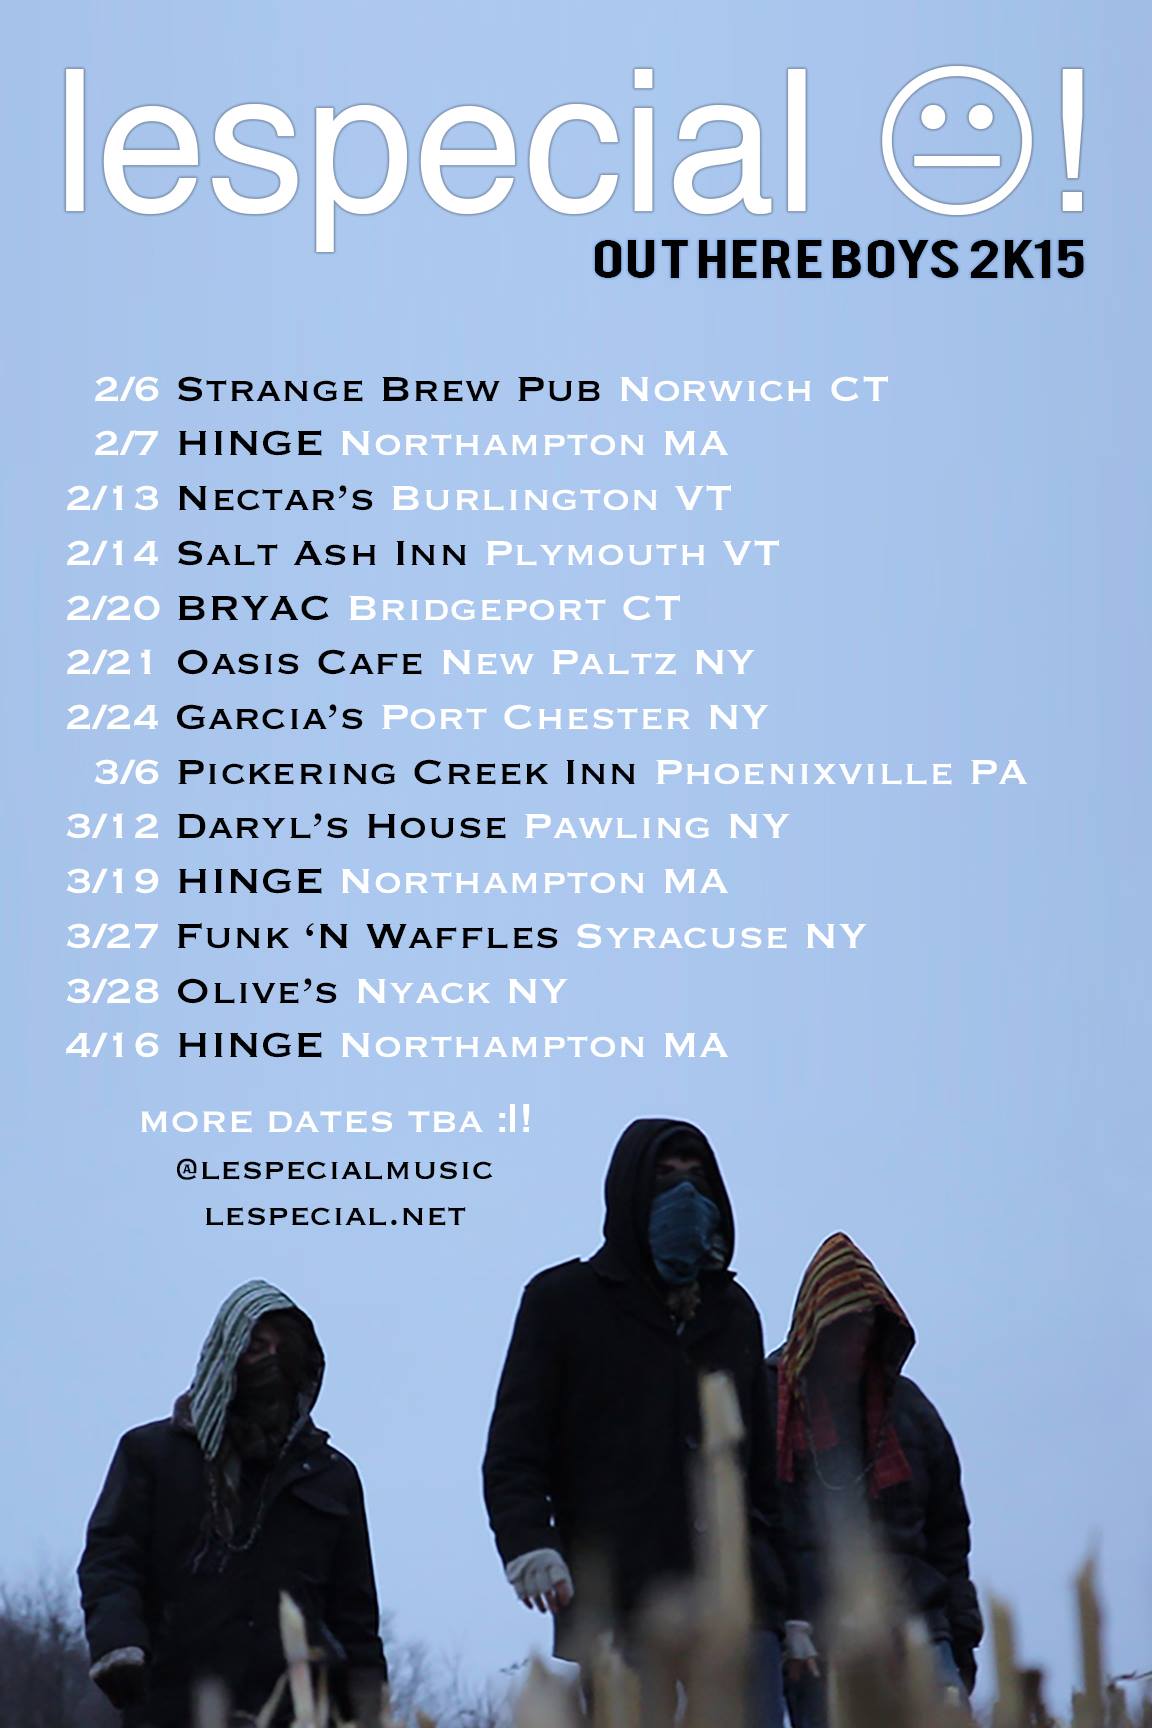 lespecial 😐!
OUT HERE BOYS 2K15
2/6 Strange Brew Pub Norwich CT
2/7 HINGE Northampton MA
2/13 Nectar’s Burlington VT
2/14 Salt Ash Inn Plymouth VT
2/20 BRYAC Bridgeport CT
2/21 Oasis Cafe New Paltz NY
2/24 Garcia’s Port Chester NY
3/6 Pickering Creek Inn Phoenixville PA
3/12 Daryl’s House Pawling NY
3/19 HINGE Northampton MA
3/27 Funk ‘N Waffles Syracuse NY
3/28 Olive’s Nyack NY
4/16 HINGE Northampton MA
more dates tba :|!
@lespecialmusic
lespecial.net